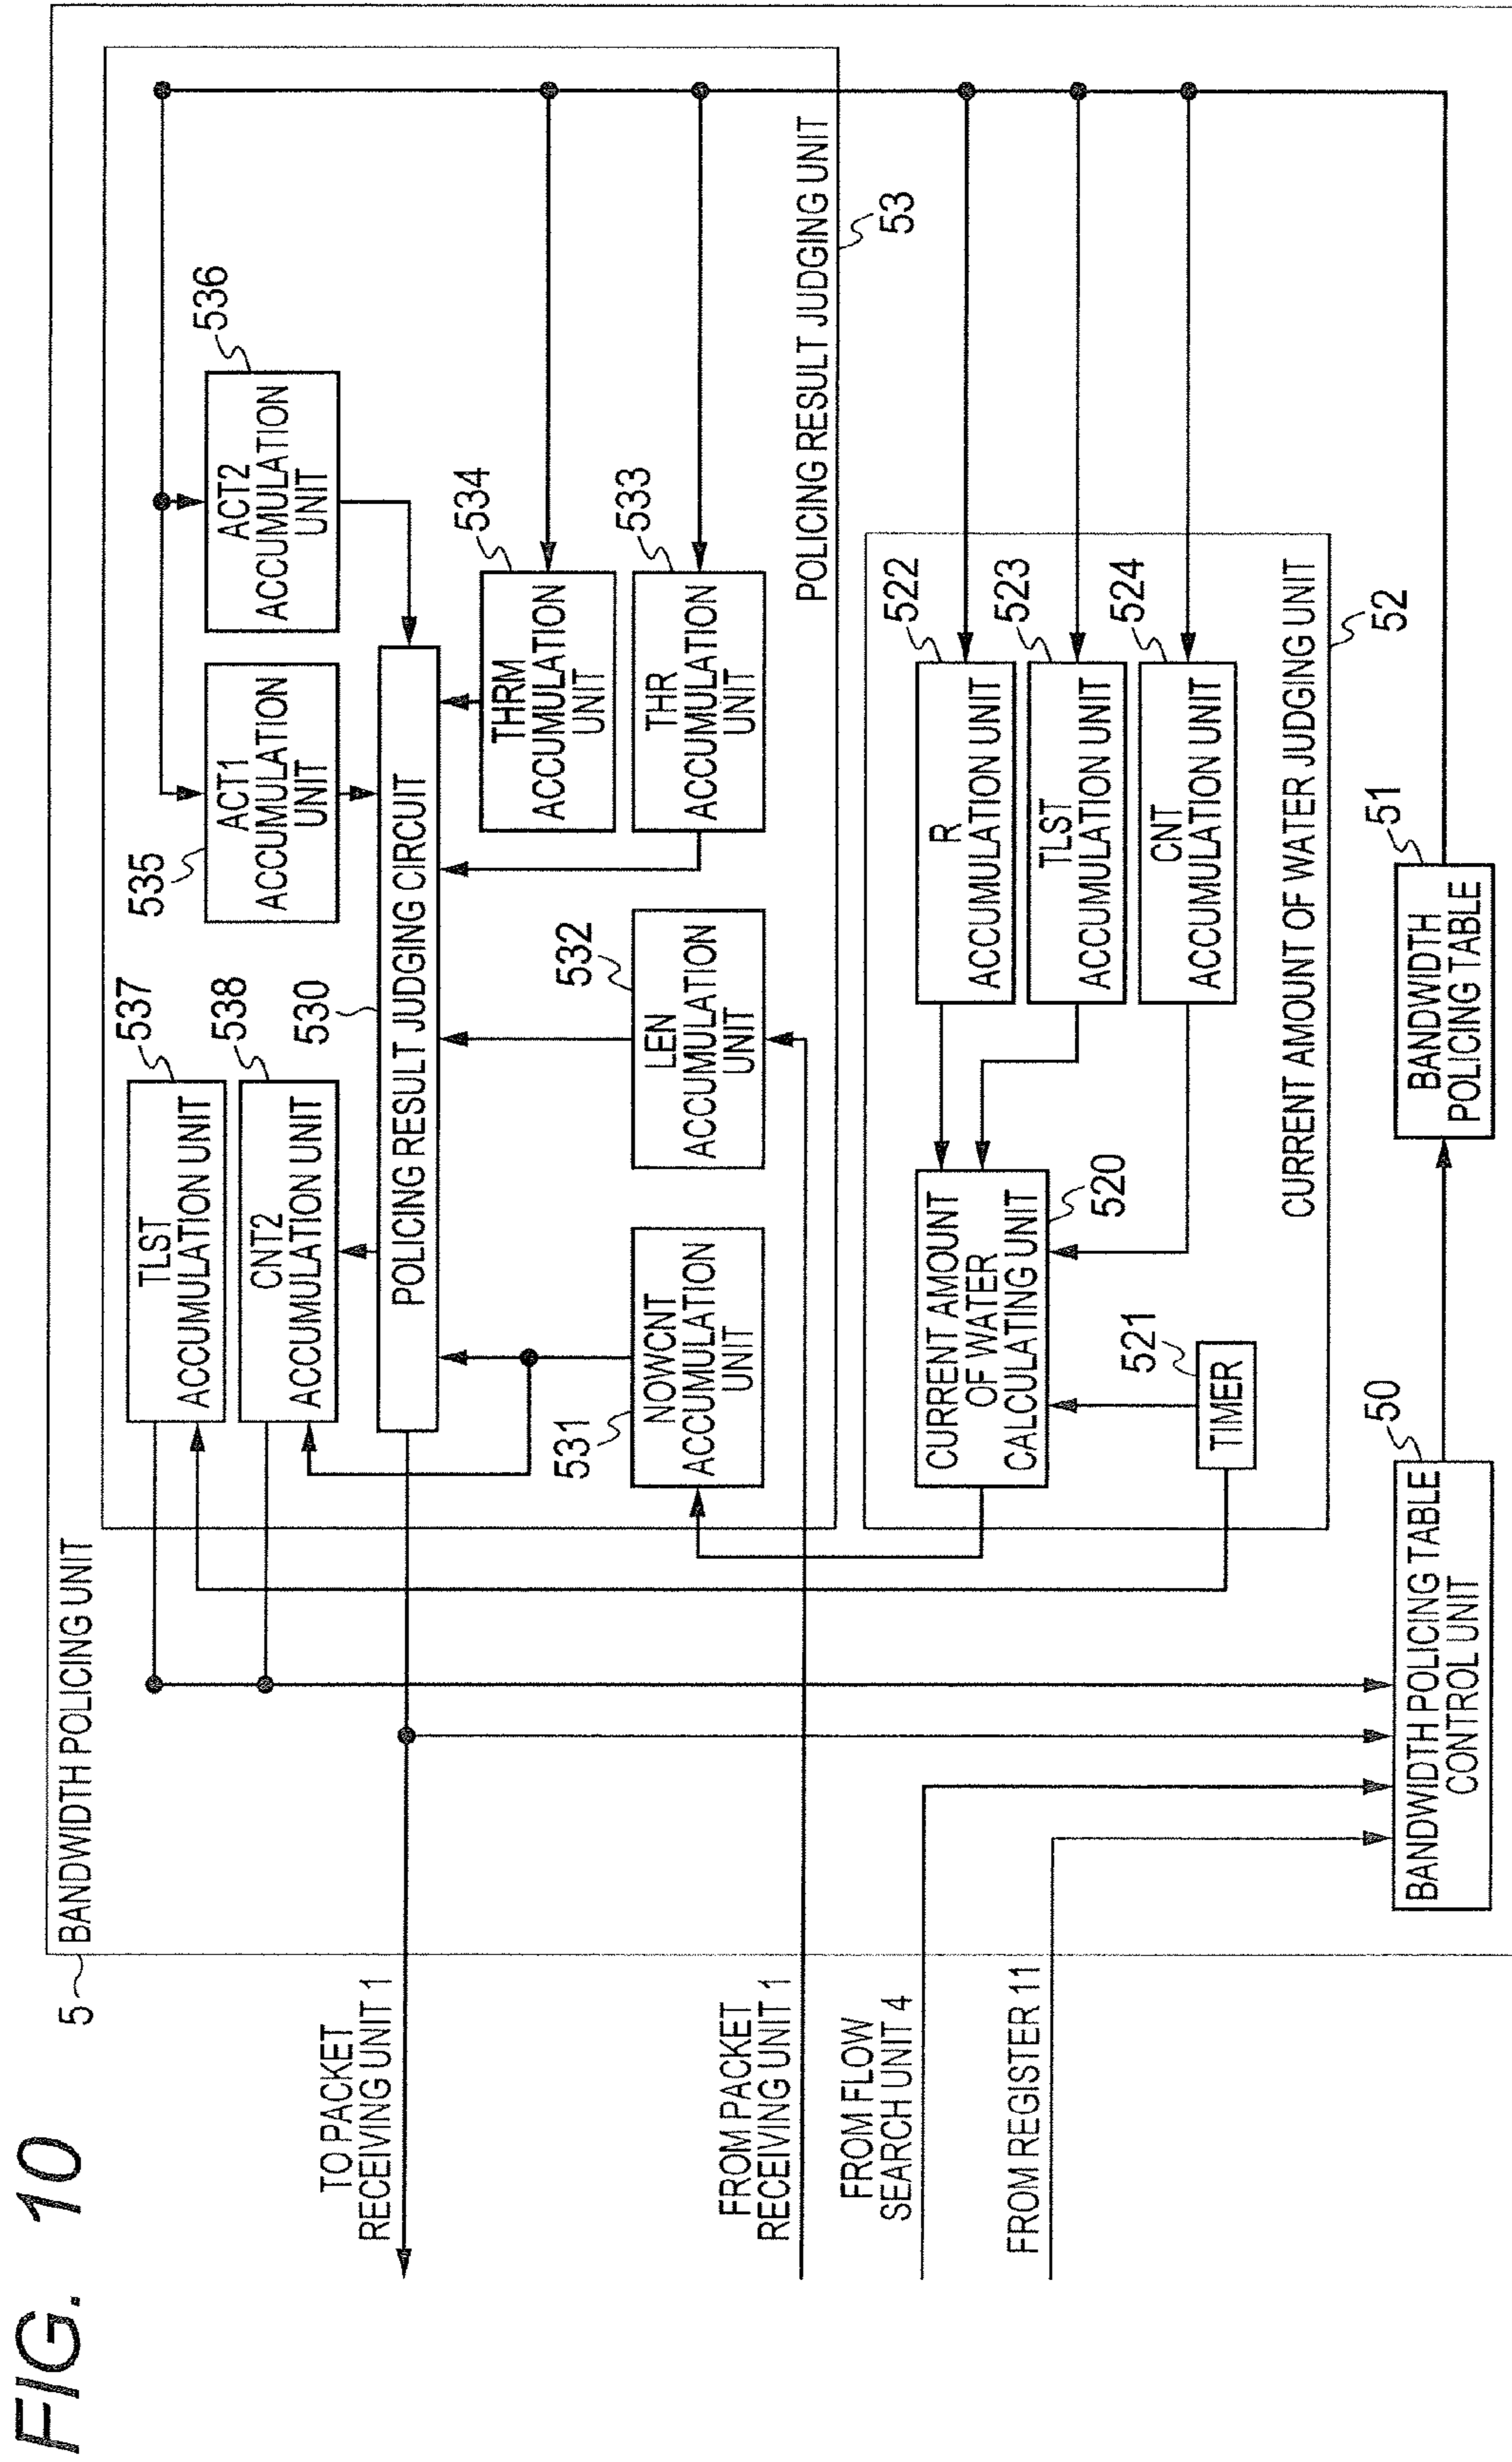 FIG. 10
5
BANDWIDTH POLICING UNIT
TO PACKET
RECEIVING UNIT 1
FROM PACKET
RECEIVING UNIT 1
FROM FLOW
SEARCH UNIT 4
FROM REGISTER 11
537
TLST
ACCUMULATION UNIT
538
CNT2
ACCUMULATION UNIT
530
POLICING RESULT JUDGING CIRCUIT
535
ACT1
ACCUMULATION
UNIT
536
ACT2
ACCUMULATION
UNIT
531
NOWCNT
ACCUMULATION
UNIT
532
LEN
ACCUMULATION
UNIT
534
THRM
ACCUMULATION
UNIT
533
THR
ACCUMULATION
UNIT
POLICING RESULT JUDGING UNIT
53
CURRENT AMOUNT
OF WATER
CALCULATIING UNIT
520
521
TIMER
522
R
ACCUMULATION UNIT
523
TLST
ACCUMULATION UNIT
524
CNT
ACCUMULATION UNIT
CURRENT AMOUNT OF WATER JUDGING UNIT
52
50
BANDWIDTH POLICING TABLE
CONTROL UNIT
51
BANDWIDTH
POLICING TABLE